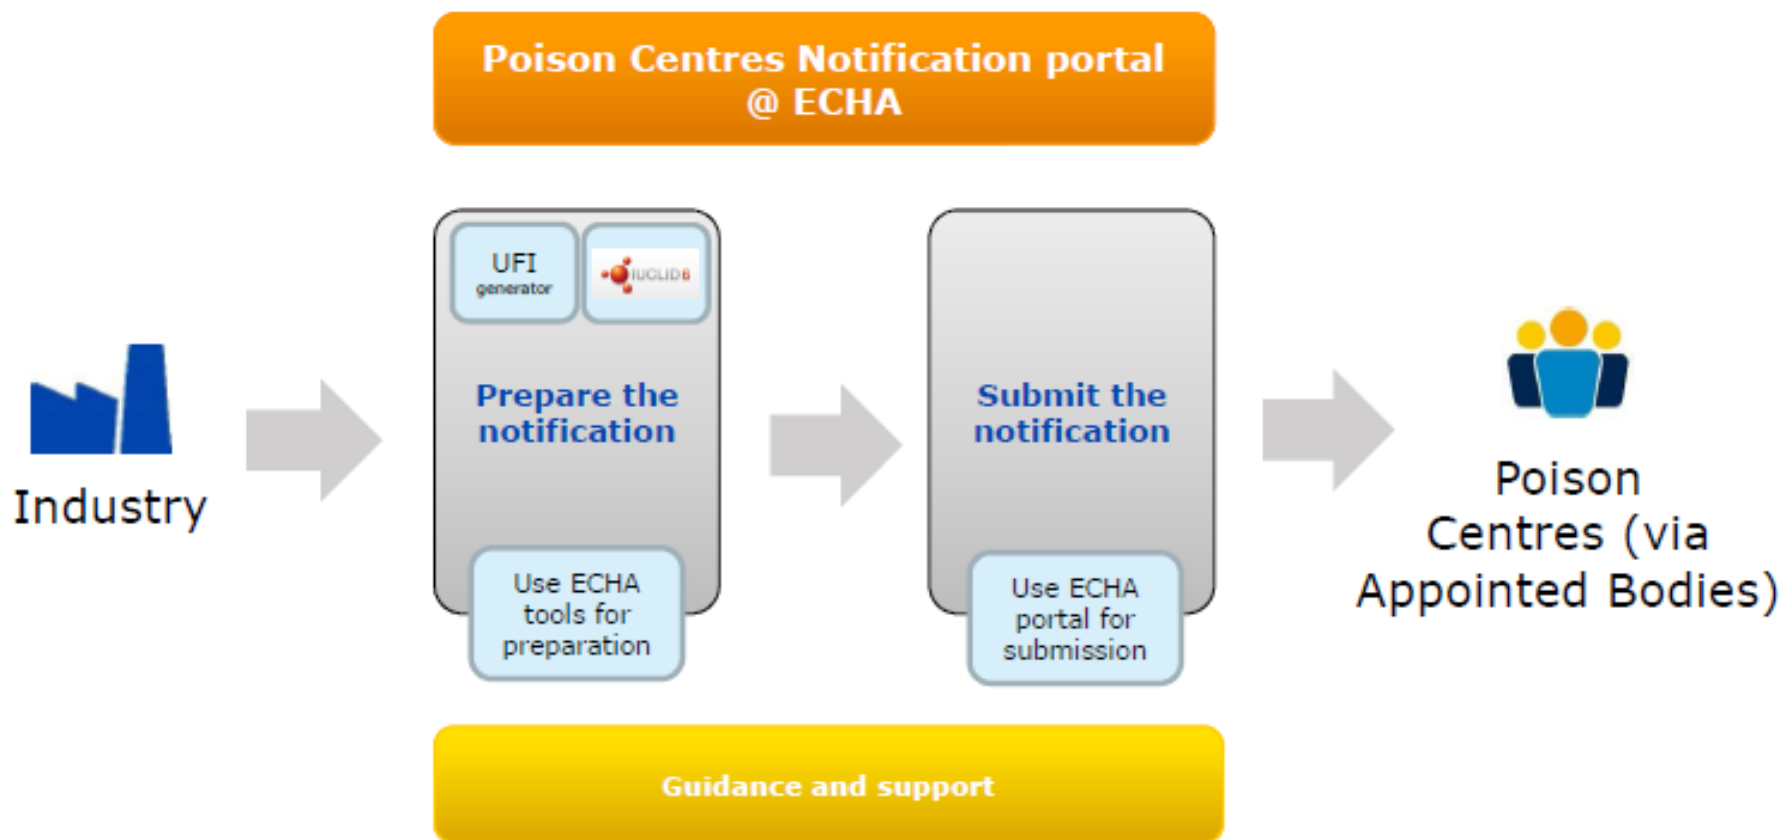 Poison Centres Notification portal
@ ECHA
UFI
generator
IUCLID6
Prepare the
notification
Use ECHA
tools for
preparation
Submit the
notification
Use ECHA
portal for
submission
Industry
Poison
Centres (via
Appointed Bodies)
Guidance and support